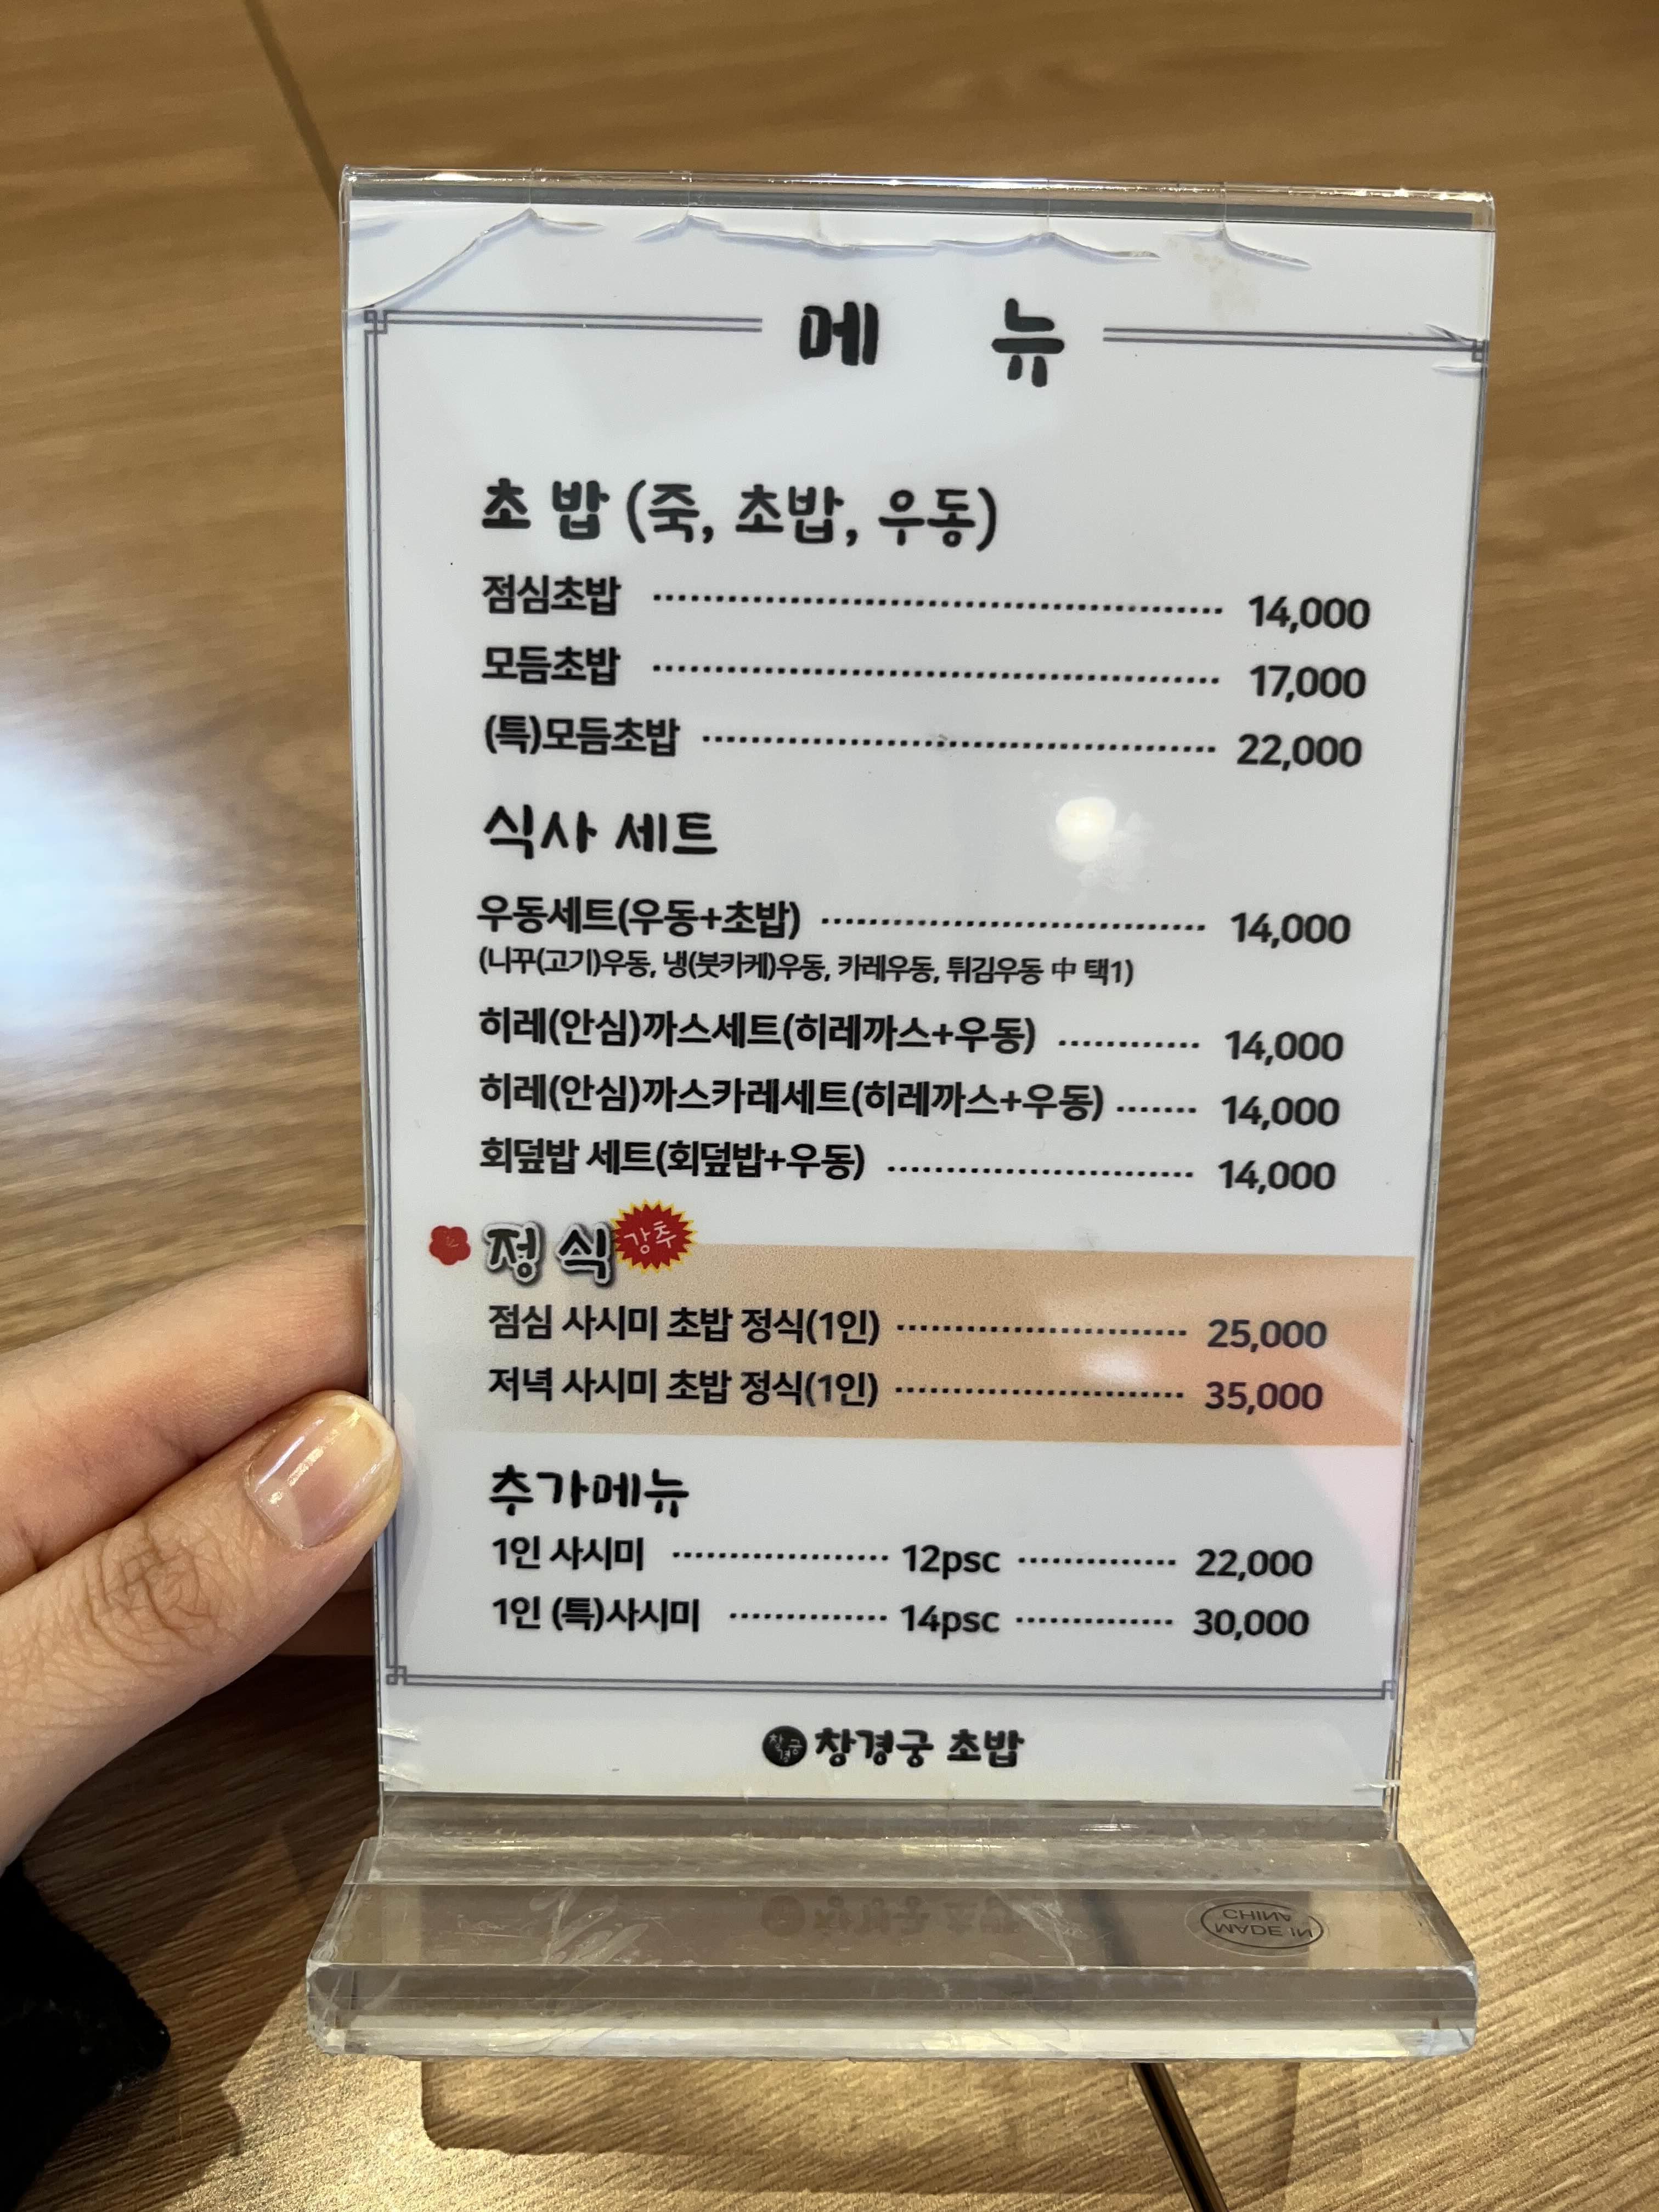 메 뉴
초 밥 (죽, 초밥, 우동)
점심초밥 ········ 14,000
모듬초밥 ········ 17,000
(특)모듬초밥 ········ 22,000
식사 세트
우동세트(우동+초밥) ········ 14,000
(니꾸(고기)우동, 냉(붓카케)우동, 카레우동, 튀김우동 中 택1)
히레(안심)까스세트(히레까스+우동) ········ 14,000
히레(안심)까스카레세트(히레까스+우동) ······· 14,000
회덮밥 세트(회덮밥+우동) ········ 14,000
정 식 강추
점심 사시미 초밥 정식(1인) ········ 25,000
저녁 사시미 초밥 정식(1인) ········ 35,000
추가메뉴
1인 사시미 ········ 12psc ········ 22,000
1인 (특)사시미 ········ 14psc ········ 30,000
창경궁 창경궁 초밥
MADE IN
CHINA